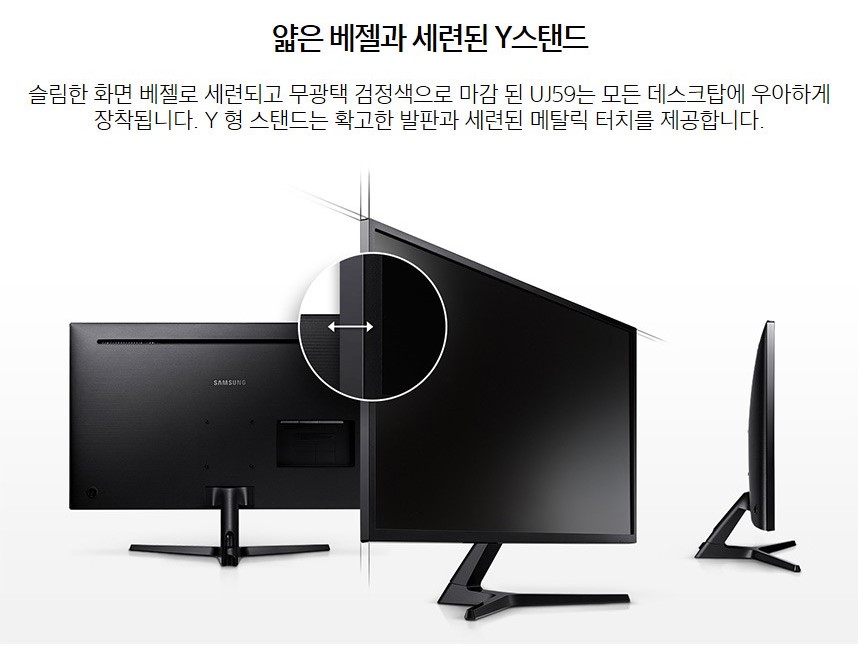 얇은 베젤과 세련된 Y스탠드
슬림한 화면 베젤로 세련되고 무광택 검정색으로 마감 된 UJ59는 모든 데스크탑에 우아하게
장착됩니다. Y 형 스탠드는 확고한 발판과 세련된 메탈릭 터치를 제공합니다.
SAMSUNG